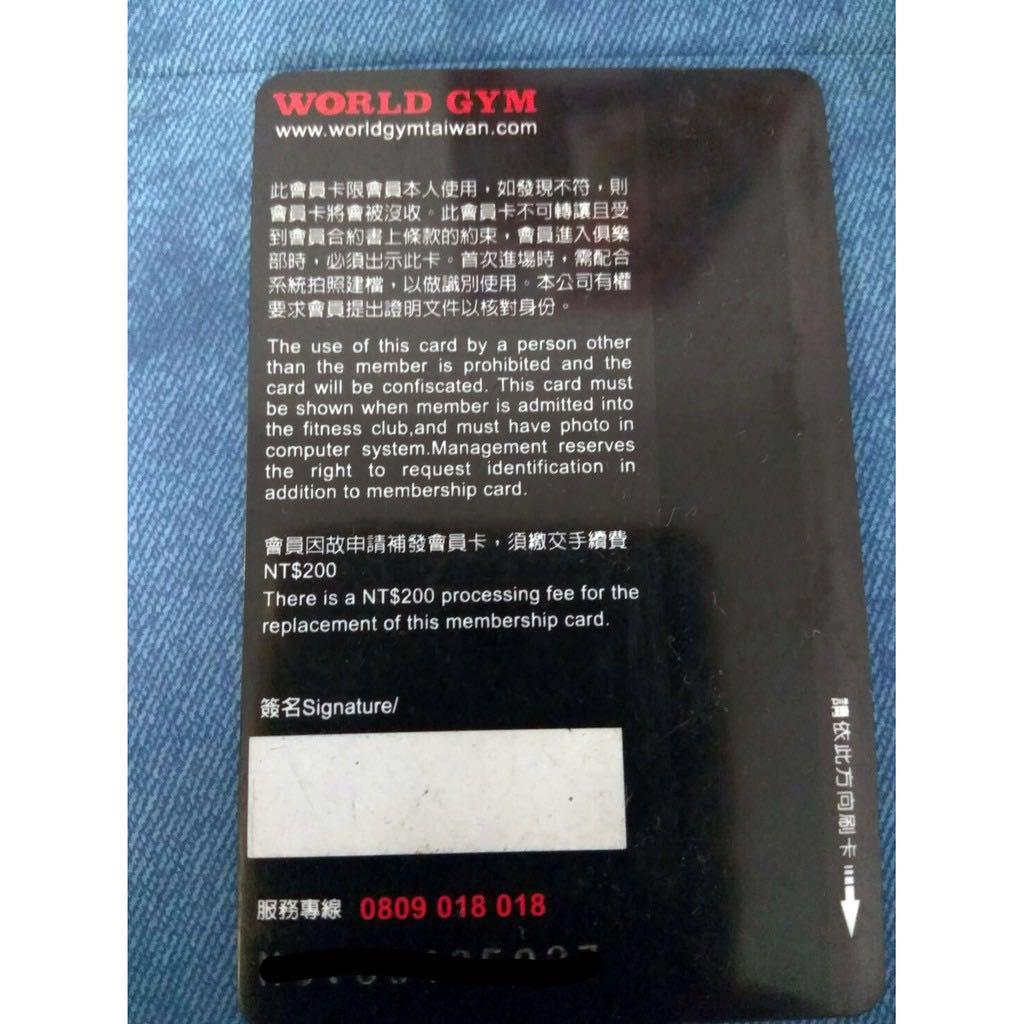 WORLD GYM
www.worldgymtaiwan.com
此會員卡限會員本人使用，如發現不符，則
會員卡將會被沒收。此會員卡不可轉讓且受
到會員合約書上條款的約束，會員進入俱樂
部時，必須出示此卡。首次進場時，需配合
系統拍照建檔，以做識別使用。本公司有權
要求會員提出證明文件以核對身份。
The use of this card by a person other
than the member is prohibited and the
card will be confiscated. This card must
be shown when member is admitted into
the fitness club,and must have photo in
computer system.Management reserves
the right to request identification in
addition to membership card.
會員因故申請補發會員卡，須繳交手續費
NT$200
There is a NT$200 processing fee for the
replacement of this membership card.
簽名Signature/
請依此方向刷卡
服務專線 0809 018 018